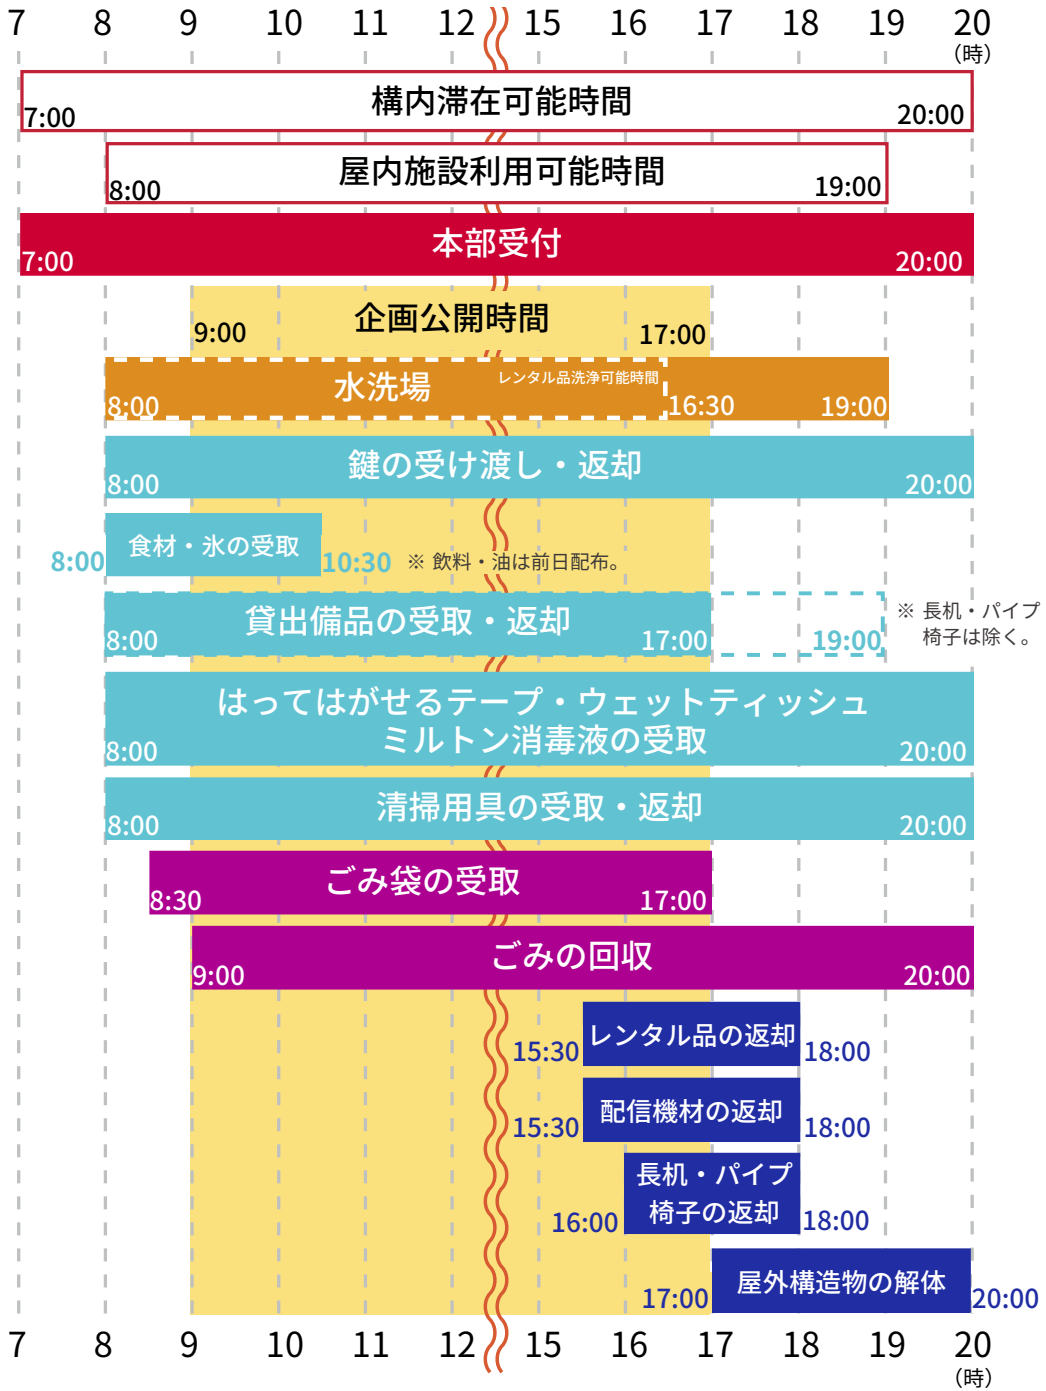 7 8 9 10 11 12 15 16 17 18 19 20
(時)
構内滞在可能時間
7:00 20:00
屋内施設利用可能時間
8:00 19:00
本部受付
7:00 20:00
企画公開時間
9:00 17:00
水洗場 レンタル品洗浄可能時間
8:00 16:30 19:00
鍵の受け渡し・返却
8:00 20:00
食材・氷の受取
8:00 10:30 ※ 飲料・油は前日配布。
貸出備品の受取・返却
8:00 17:00 19:00
※ 長机・パイプ
椅子は除く。
はってはがせるテープ・ウェットティッシュ
ミルトン消毒液の受取
8:00 20:00
清掃用具の受取・返却
8:00 20:00
ごみ袋の受取
8:30 17:00
ごみの回収
9:00 20:00
レンタル品の返却
15:30 18:00
配信機材の返却
15:30 18:00
長机・パイプ
椅子の返却
16:00 18:00
屋外構造物の解体
17:00 20:00
7 8 9 10 11 12 15 16 17 18 19 20
(時)